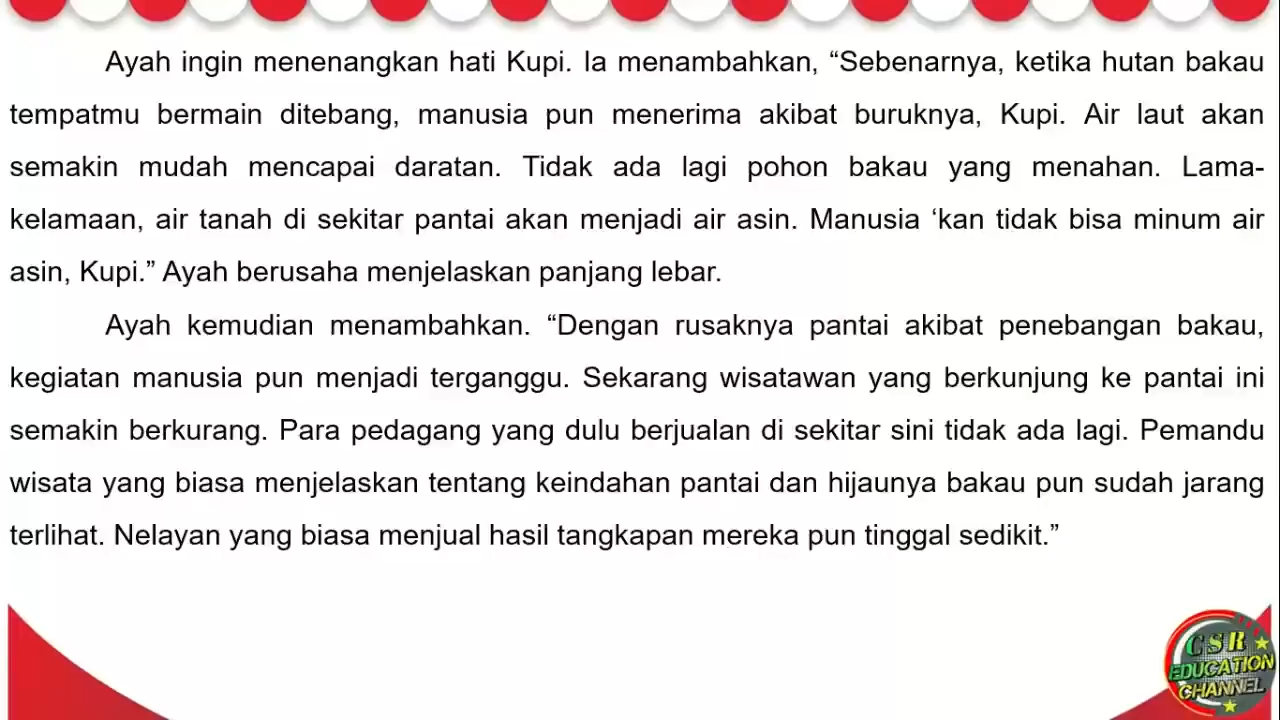 Ayah ingin menenangkan hati Kupi. Ia menambahkan, “Sebenarnya, ketika hutan bakau
tempatmu bermain ditebang, manusia pun menerima akibat buruknya, Kupi. Air laut akan
semakin mudah mencapai daratan. Tidak ada lagi pohon bakau yang menahan. Lama-
kelamaan, air tanah di sekitar pantai akan menjadi air asin. Manusia ‘kan tidak bisa minum air
asin, Kupi.” Ayah berusaha menjelaskan panjang lebar.
Ayah kemudian menambahkan. “Dengan rusaknya pantai akibat penebangan bakau,
kegiatan manusia pun menjadi terganggu. Sekarang wisatawan yang berkunjung ke pantai ini
semakin berkurang. Para pedagang yang dulu berjualan di sekitar sini tidak ada lagi. Pemandu
wisata yang biasa menjelaskan tentang keindahan pantai dan hijaunya bakau pun sudah jarang
terlihat. Nelayan yang biasa menjual hasil tangkapan mereka pun tinggal sedikit.”
CSR
EDUCATION
CHANNEL